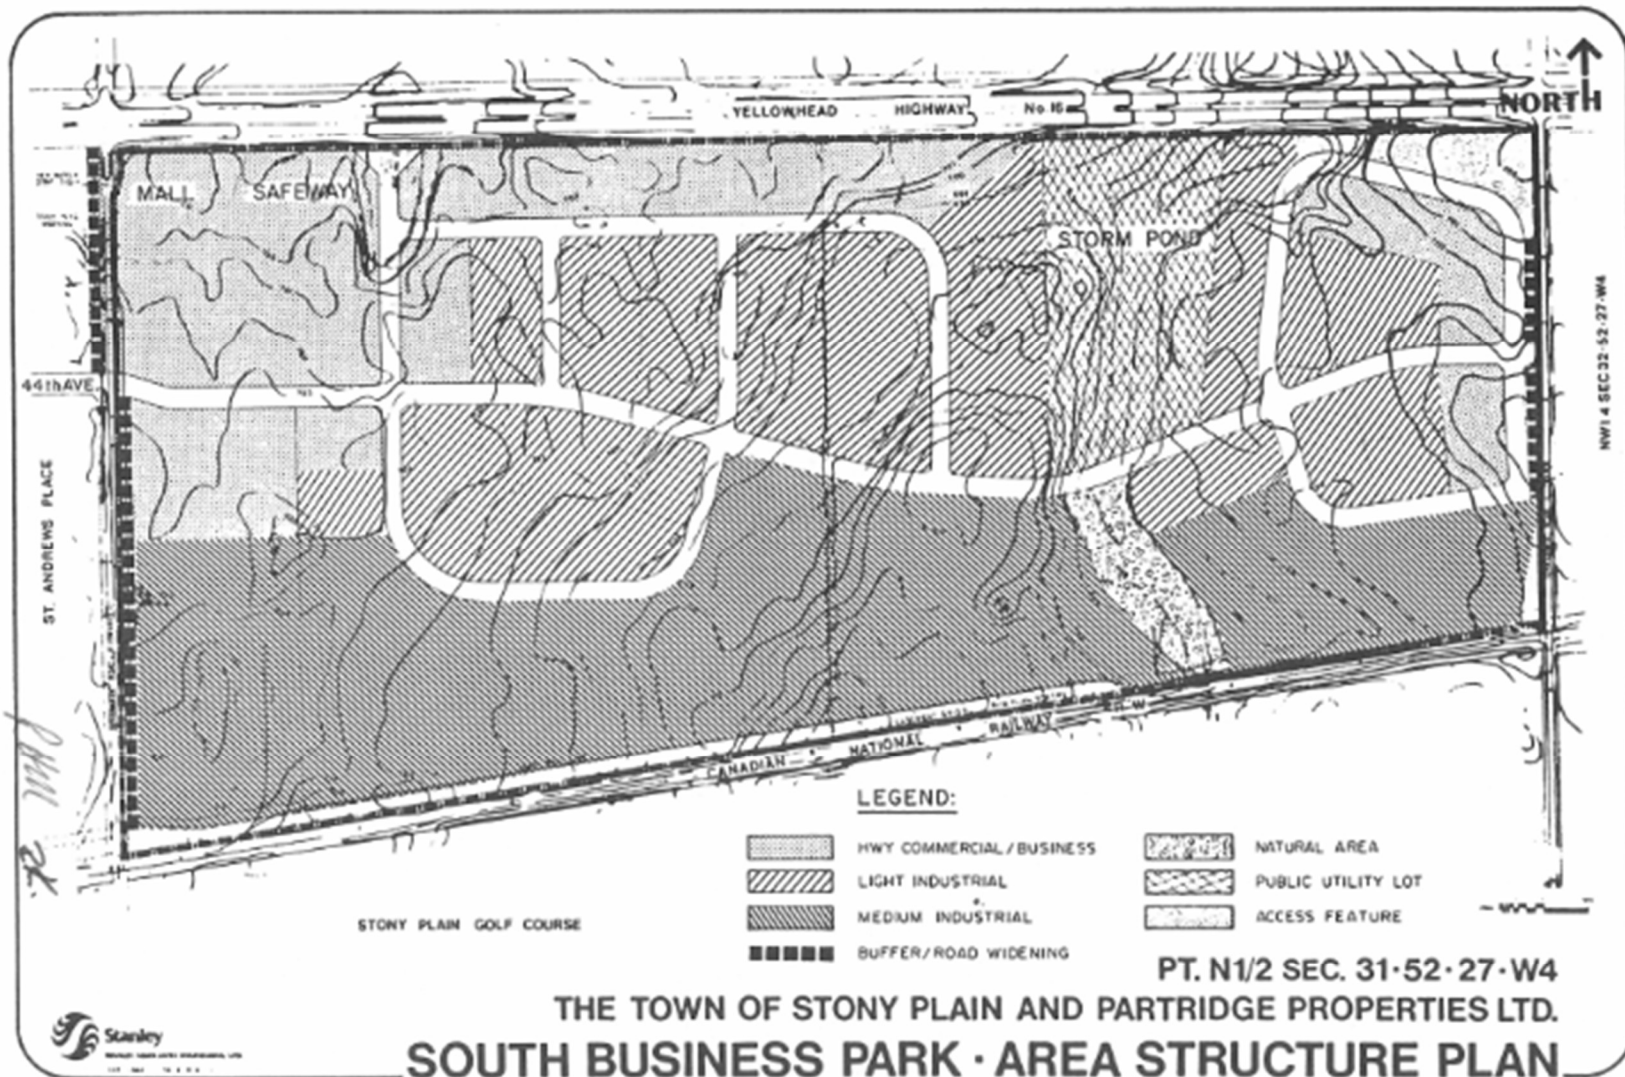 YELLOWHEAD HIGHWAY No 16
NORTH
MALL SAFEWAY
STORM POND
44th AVE.
ST. ANDREWS PLACE
CANADIAN NATIONAL RAILWAY R-W
LEGEND:
HWY COMMERCIAL/BUSINESS
LIGHT INDUSTRIAL
MEDIUM INDUSTRIAL
BUFFER/ROAD WIDENING
NATURAL AREA
PUBLIC UTILITY LOT
ACCESS FEATURE
STONY PLAIN GOLF COURSE
PT. N1/2 SEC. 31·52·27·W4
THE TOWN OF STONY PLAIN AND PARTRIDGE PROPERTIES LTD.
Stanley
SOUTH BUSINESS PARK · AREA STRUCTURE PLAN